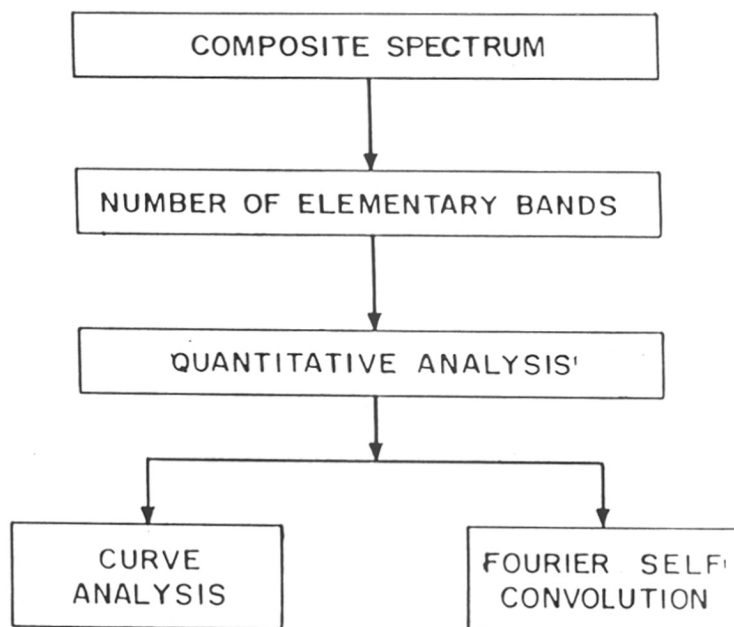 COMPOSITE SPECTRUM
NUMBER OF ELEMENTARY BANDS
QUANTITATIVE ANALYSIS
CURVE
ANALYSIS
FOURIER SELF
CONVOLUTION